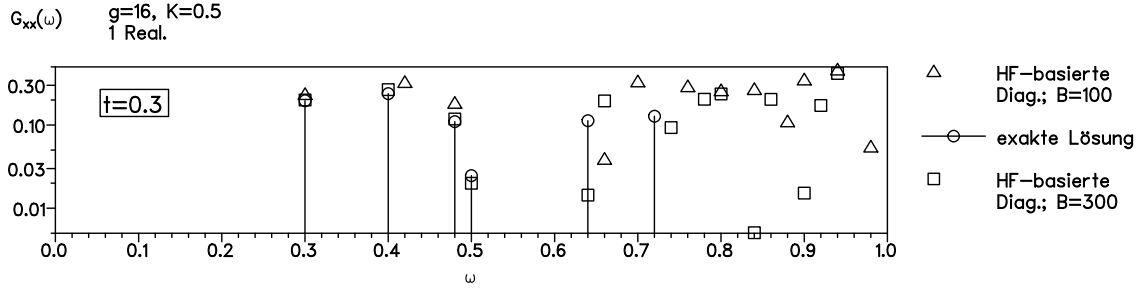 G_xx(ω)
g=16, K=0.5
1 Real.
t=0.3
0.30
0.10
0.03
0.01
0.0 0.1 0.2 0.3 0.4 0.5 0.6 0.7 0.8 0.9 1.0
ω
HF-basierte
Diag.; B=100
exakte Lösung
HF-basierte
Diag.; B=300